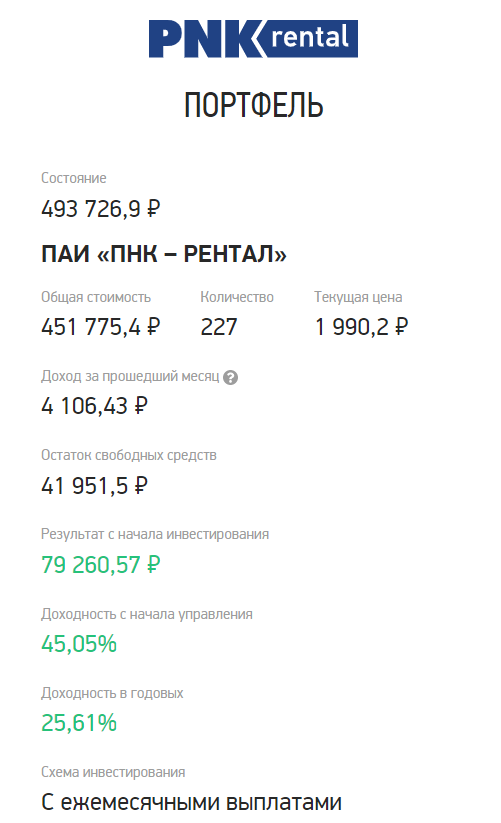 PNK rental
ПОРТФЕЛЬ
Состояние
493 726,9 ₽
ПАИ «ПНК – РЕНТАЛ»
Общая стоимость Количество Текущая цена
451 775,4 ₽ 227 1 990,2 ₽
Доход за прошедший месяц ?
4 106,43 ₽
Остаток свободных средств
41 951,5 ₽
Результат с начала инвестирования
79 260,57 ₽
Доходность с начала управления
45,05%
Доходность в годовых
25,61%
Схема инвестирования
С ежемесячными выплатами